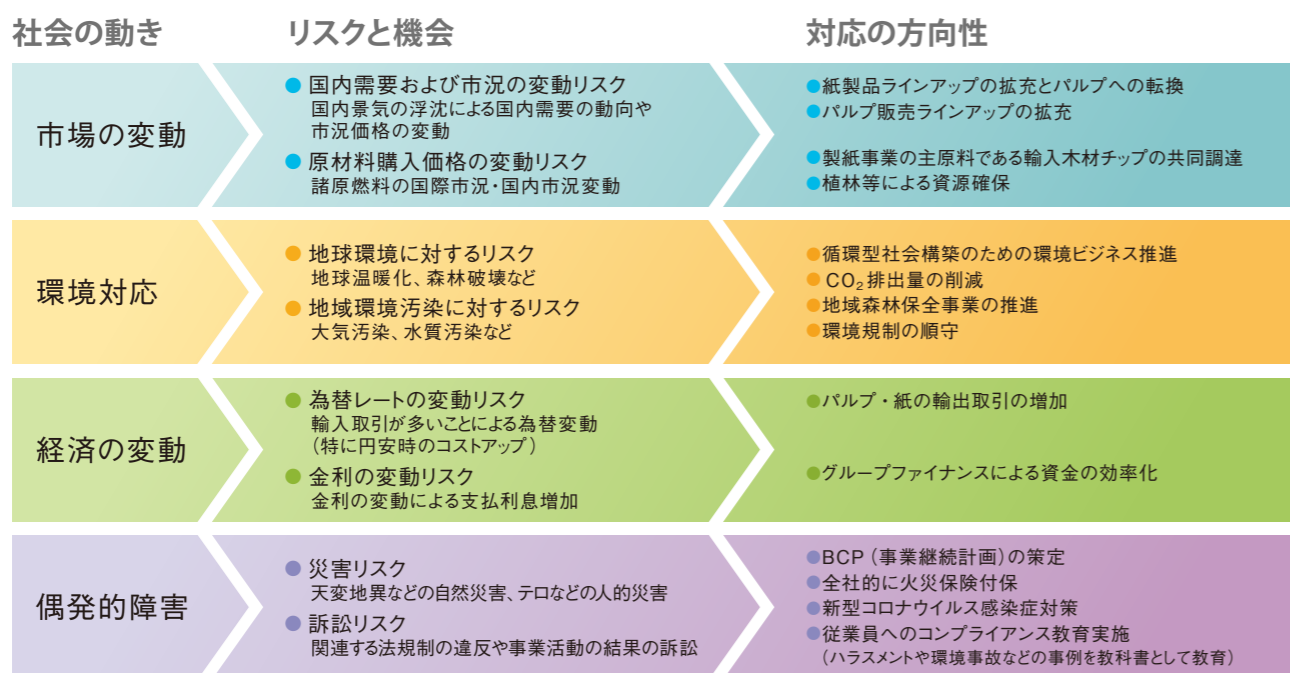 社会の動き
リスクと機会
対応の方向性
市場の変動
●国内需要および市況の変動リスク
国内景気の浮沈による国内需要の動向や
市況価格の変動
●原材料購入価格の変動リスク
諸原燃料の国際市況・国内市況変動
●紙製品ラインアップの拡充とパルプへの転換
●パルプ販売ラインアップの拡充
●製紙事業の主原料である輸入木材チップの共同調達
●植林等による資源確保
環境対応
●地球環境に対するリスク
地球温暖化、森林破壊など
●地域環境汚染に対するリスク
大気汚染、水質汚染など
●循環型社会構築のための環境ビジネス推進
●CO₂排出量の削減
●地域森林保全事業の推進
●環境規制の順守
経済の変動
●為替レートの変動リスク
輸入取引が多いことによる為替変動
（特に円安時のコストアップ）
●金利の変動リスク
金利の変動による支払利息増加
●パルプ・紙の輸出取引の増加
●グループファイナンスによる資金の効率化
偶発的障害
●災害リスク
天変地異などの自然災害、テロなどの人的災害
●訴訟リスク
関連する法規制の違反や事業活動の結果の訴訟
●BCP（事業継続計画）の策定
●全社的に火災保険付保
●新型コロナウイルス感染症対策
●従業員へのコンプライアンス教育実施
（ハラスメントや環境事故などの事例を教科書として教育）